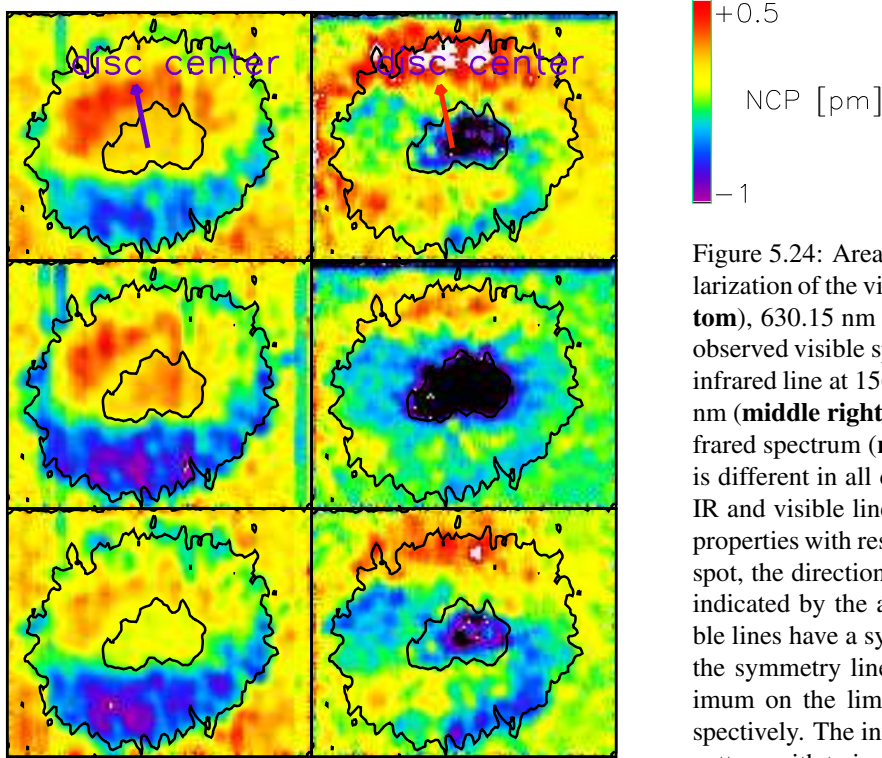 disc center
disc center
+0.5
NCP [pm]
−1
Figure 5.24: Area
larization of the vi
tom), 630.15 nm
observed visible s
infrared line at 15
nm (middle right
frared spectrum (
is different in all
IR and visible lin
properties with res
spot, the direction
indicated by the a
ble lines have a sy
the symmetry line
imum on the lim
spectively. The in